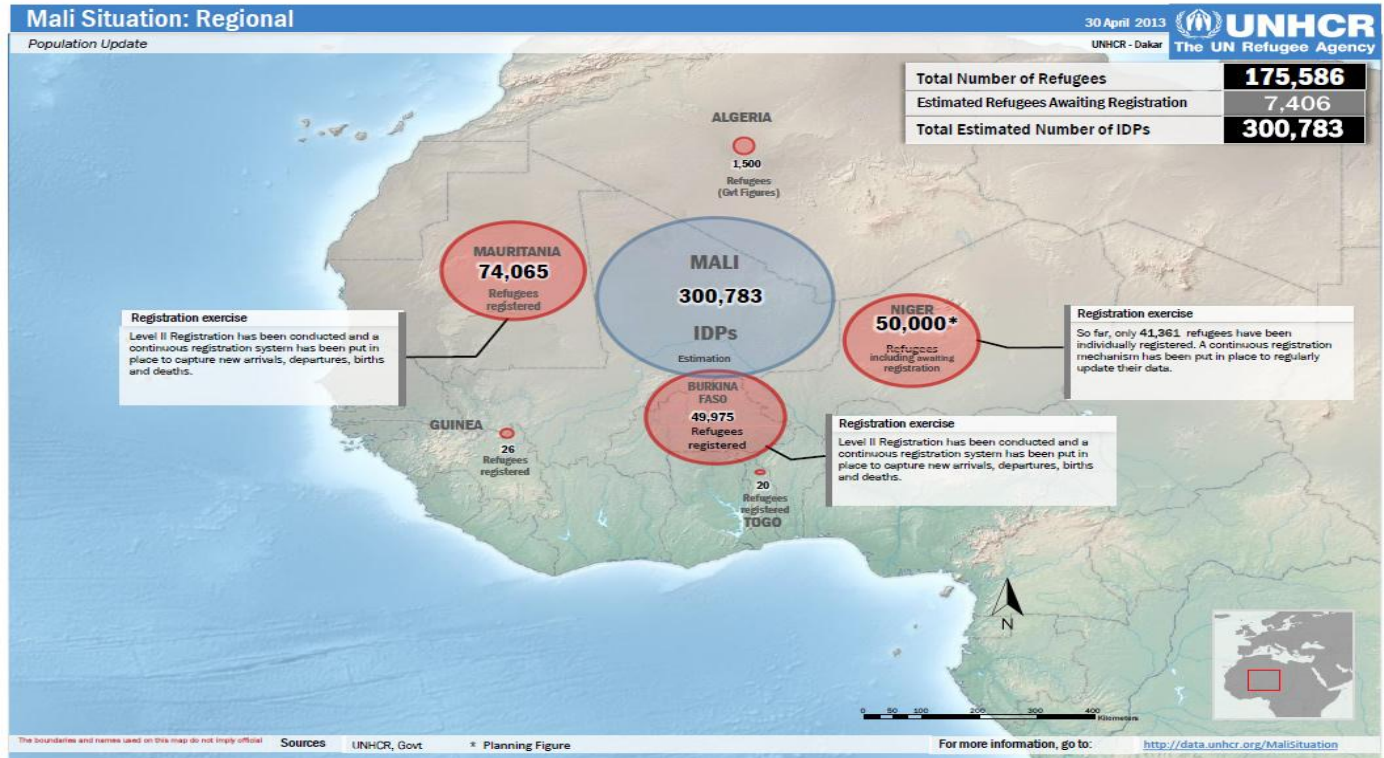 Mali Situation: Regional
30 April 2013
UNHCR
Population Update
UNHCR - Dakar
The UN Refugee Agency
Total Number of Refugees 175,586
Estimated Refugees Awaiting Registration 7,406
Total Estimated Number of IDPs 300,783
ALGERIA
1,500
Refugees
(Gvt Figures)
MAURITANIA
74,065
Refugees
registered
MALI
300,783
IDPs
Estimation
NIGER
50,000*
Refugees
including awaiting
registration
Registration exercise
Level II Registration has been conducted and a
continuous registration system has been put in
place to capture new arrivals, departures, births
and deaths.
Registration exercise
So far, only 41,361 refugees have been
individually registered. A continuous registration
mechanism has been put in place to regularly
update their data.
BURKINA
FASO
49,975
Refugees
registered
GUINEA
26
Refugees
registered
Registration exercise
Level II Registration has been conducted and a
continuous registration system has been put in
place to capture new arrivals, departures, births
and deaths.
20
Refugees
registered
TOGO
N
0 50 100 200 300 400
Kilometers
The boundaries and names used on this map do not imply official
Sources UNHCR, Govt * Planning Figure
For more information, go to: http://data.unhcr.org/MaliSituation